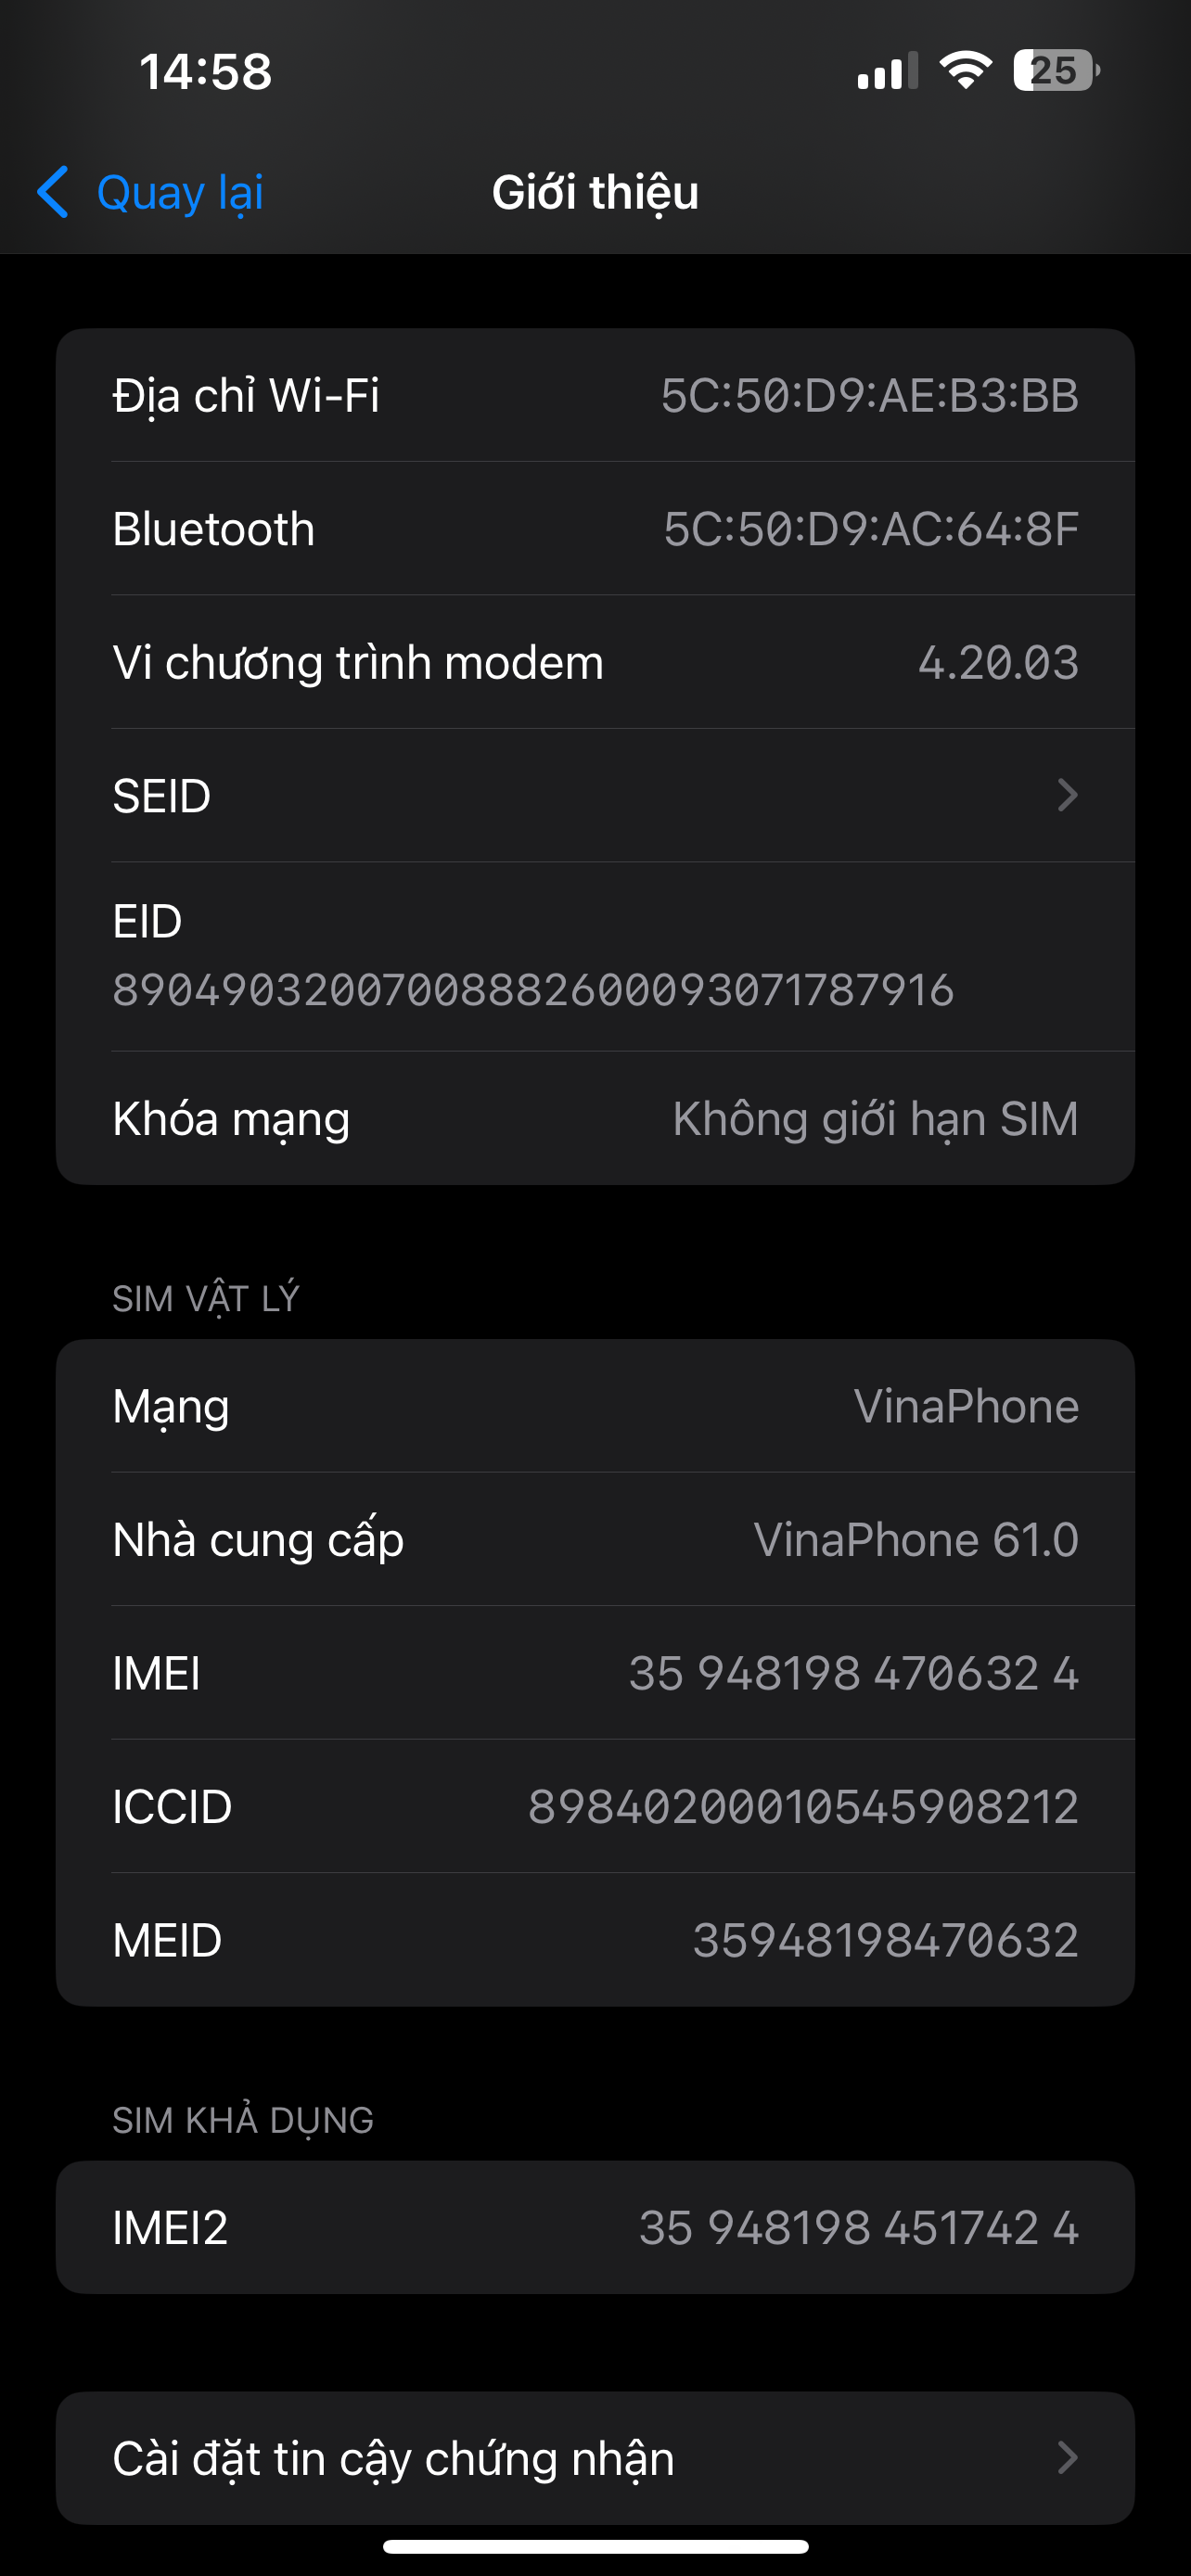 14:58
25
Quay lại
Giới thiệu
Địa chỉ Wi-Fi 5C:50:D9:AE:B3:BB
Bluetooth 5C:50:D9:AC:64:8F
Vi chương trình modem 4.20.03
SEID
EID
89049032007008882600093071787916
Khóa mạng Không giới hạn SIM
SIM VẬT LÝ
Mạng VinaPhone
Nhà cung cấp VinaPhone 61.0
IMEI 35 948198 470632 4
ICCID 89840200010545908212
MEID 35948198470632
SIM KHẢ DỤNG
IMEI2 35 948198 451742 4
Cài đặt tin cậy chứng nhận